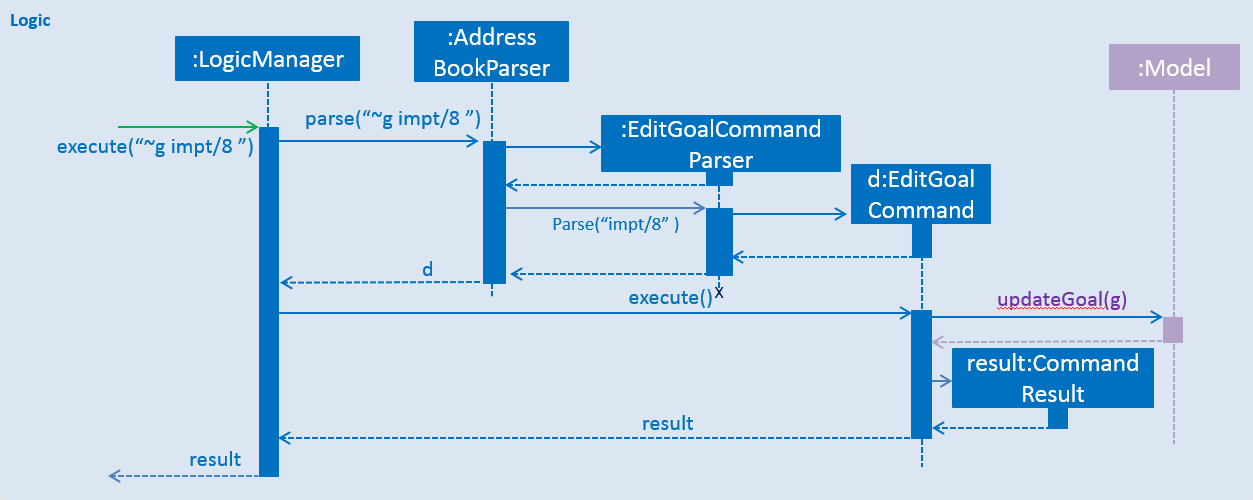 Logic
:LogicManager
:Address
BookParser
:Model
execute(“~g impt/8 ”)
parse(“~g impt/8 ”)
:EditGoalCommand
Parser
d:EditGoal
Command
Parse(“impt/8” )
d
execute()
X
updateGoal(g)
result:Command
Result
result
result